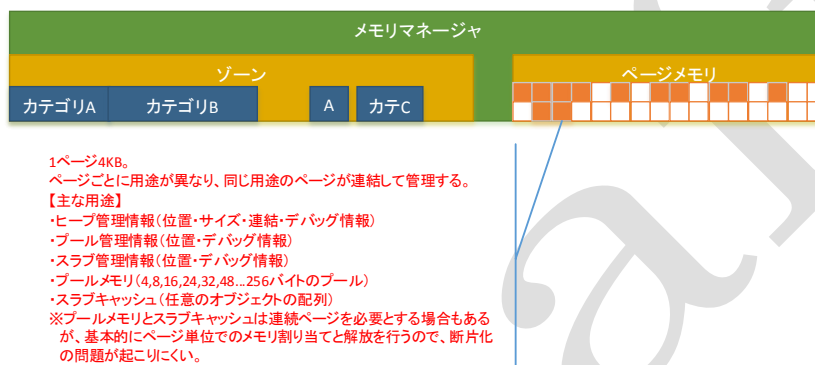 メモリマネージャ
ゾーン
ページメモリ
カテゴリA
カテゴリB
A
カテC
1ページ4KB。
ページごとに用途が異なり、同じ用途のページが連結して管理する。
【主な用途】
・ヒープ管理情報(位置・サイズ・連結・デバッグ情報)
・プール管理情報(位置・デバッグ情報)
・スラブ管理情報(位置・デバッグ情報)
・プールメモリ(4,8,16,24,32,48...256バイトのプール)
・スラブキャッシュ(任意のオブジェクトの配列)
※プールメモリとスラブキャッシュは連続ページを必要とする場合もある
が、基本的にページ単位でのメモリ割り当てと解放を行うので、断片化
の問題が起こりにくい。